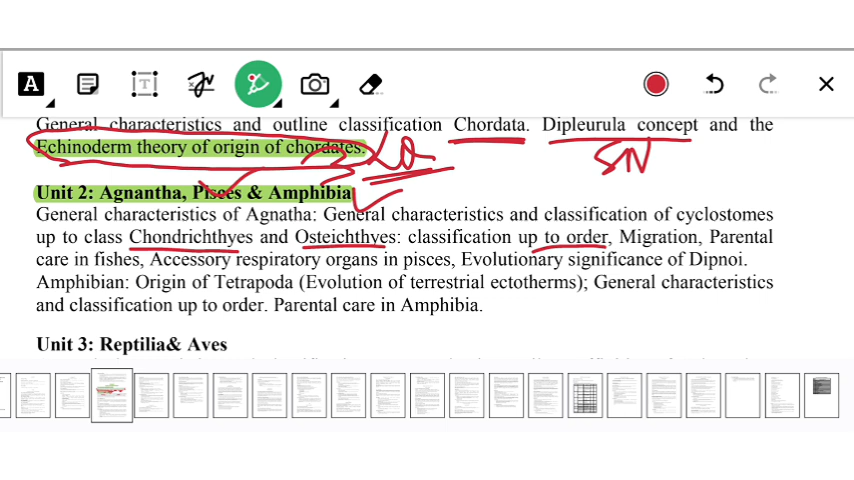 A
T
General characteristics and outline classification Chordata. Dipleurula concept and the
Echinoderm theory of origin of chordates.
SN
Unit 2: Agnantha, Pisces & Amphibia
General characteristics of Agnatha: General characteristics and classification of cyclostomes
up to class Chondrichthyes and Osteichthyes: classification up to order, Migration, Parental
care in fishes, Accessory respiratory organs in pisces, Evolutionary significance of Dipnoi.
Amphibian: Origin of Tetrapoda (Evolution of terrestrial ectotherms); General characteristics
and classification up to order. Parental care in Amphibia.
Unit 3: Reptilia& Aves